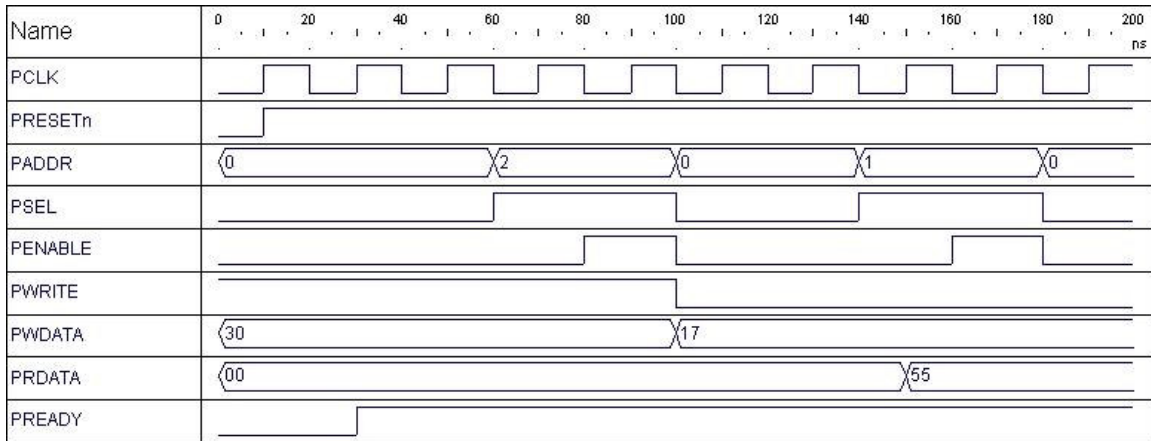 Name 0 20 40 60 80 100 120 140 160 180 200
ns
PCLK
PRESETn
PADDR 0 2 0 1 0
PSEL
PENABLE
PWRITE
PWDATA 30 17
PRDATA 00 55
PREADY